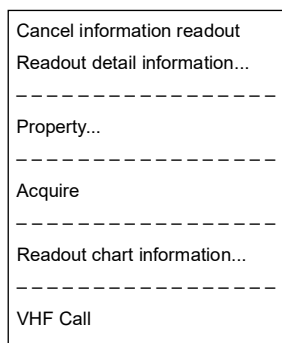 Cancel information readout
Readout detail information...
Property...
Acquire
Readout chart information...
VHF Call